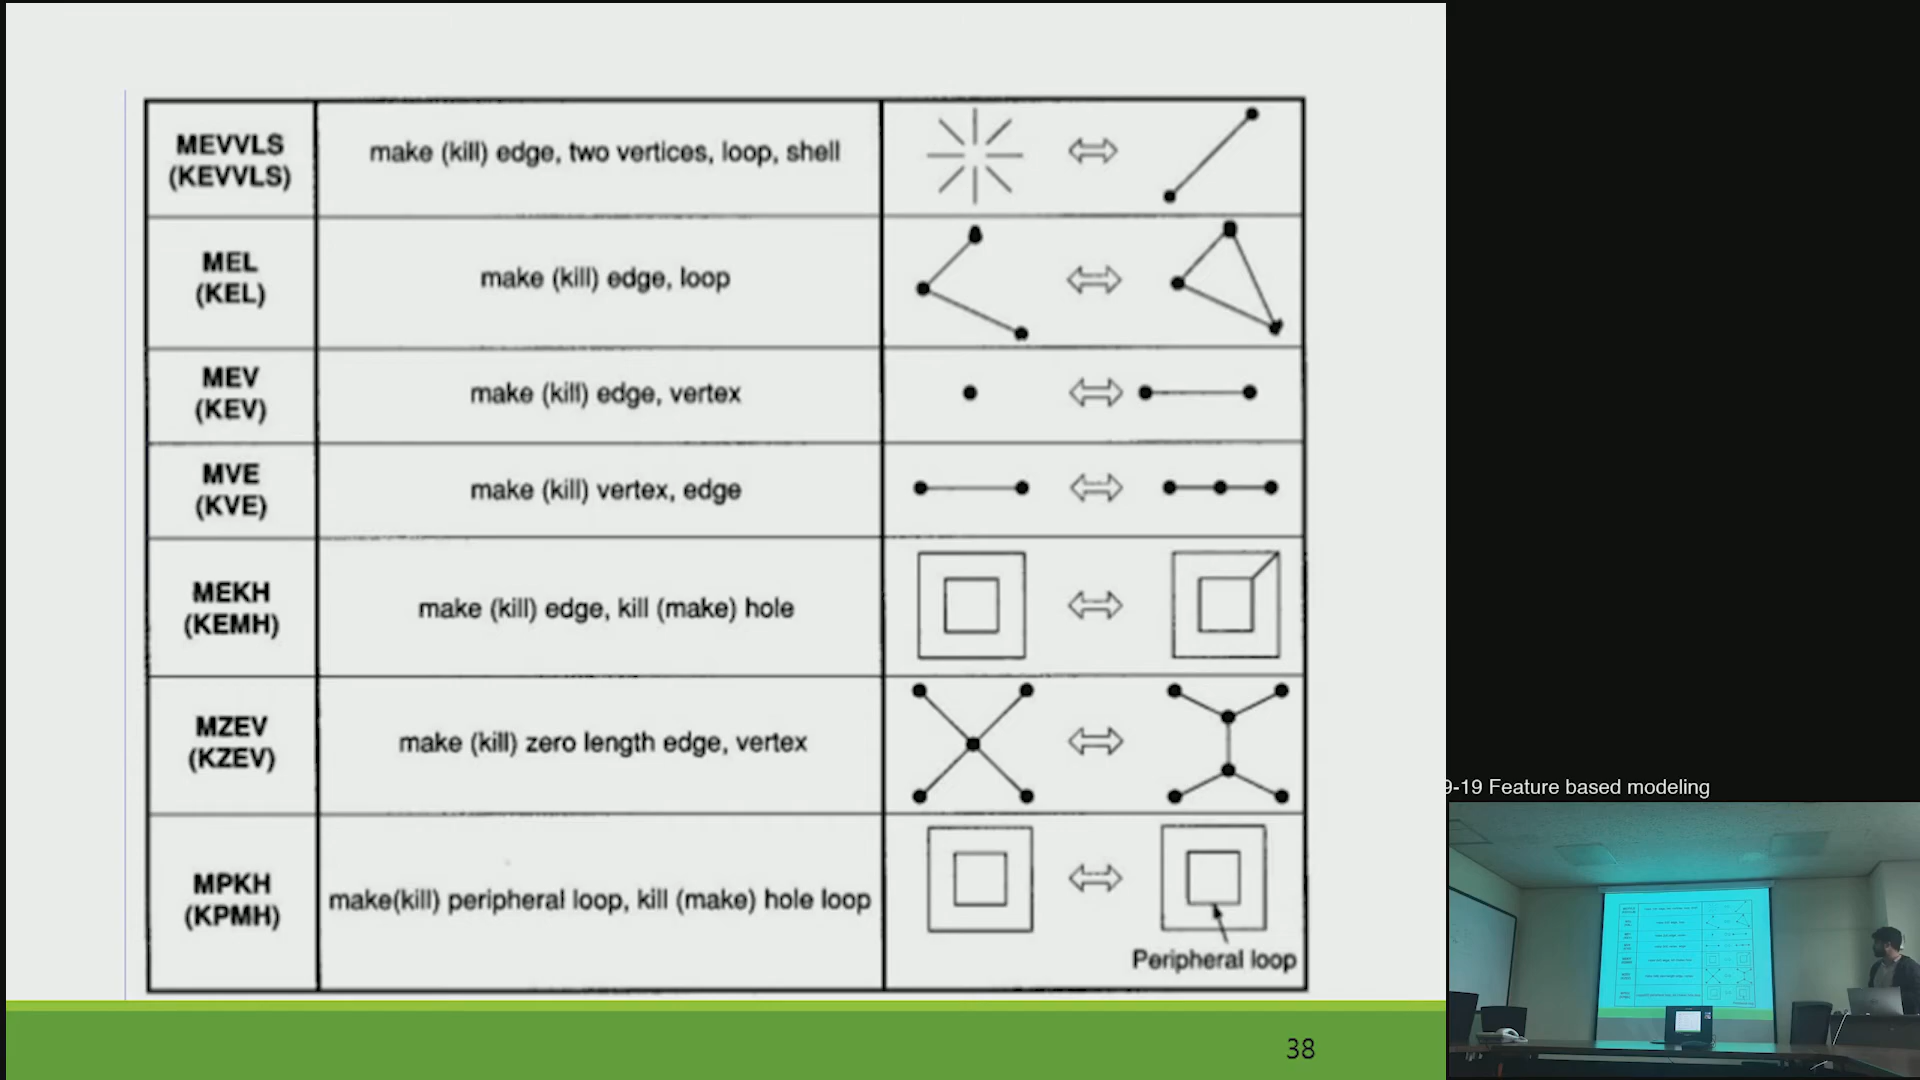 MEVVLS
(KEVVLS)
make (kill) edge, two vertices, loop, shell
MEL
(KEL)
make (kill) edge, loop
MEV
(KEV)
make (kill) edge, vertex
MVE
(KVE)
make (kill) vertex, edge
MEKH
(KEMH)
make (kill) edge, kill (make) hole
MZEV
(KZEV)
make (kill) zero length edge, vertex
MPKH
(KPMH)
make(kill) peripheral loop, kill (make) hole loop
Peripheral loop
38
9-19 Feature based modeling